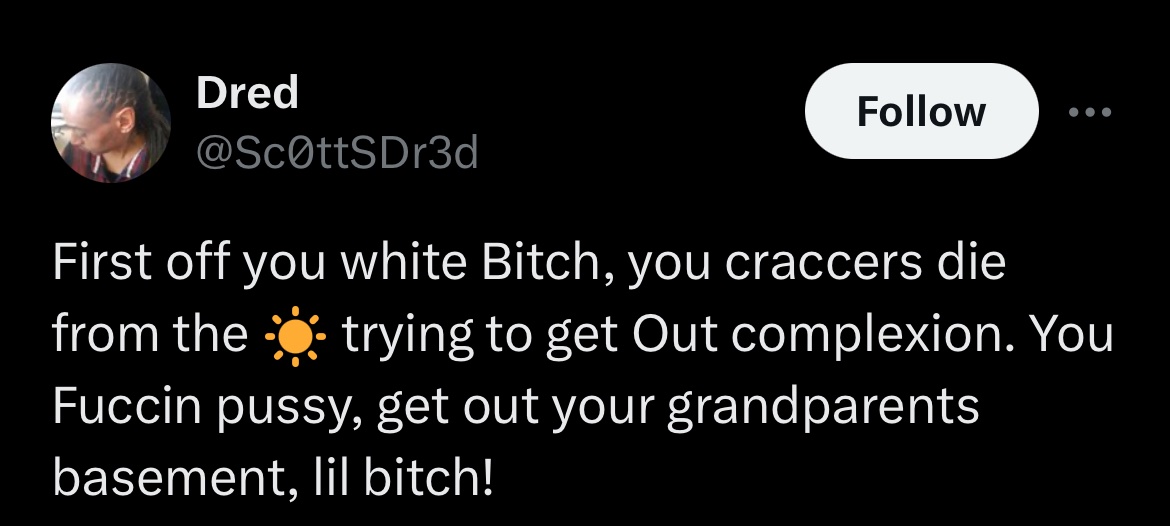 Dred
Follow
@Sc0ttSDr3d
First off you white Bitch, you craccers die
from the ☀️ trying to get Out complexion. You
Fuccin pussy, get out your grandparents
basement, lil bitch!